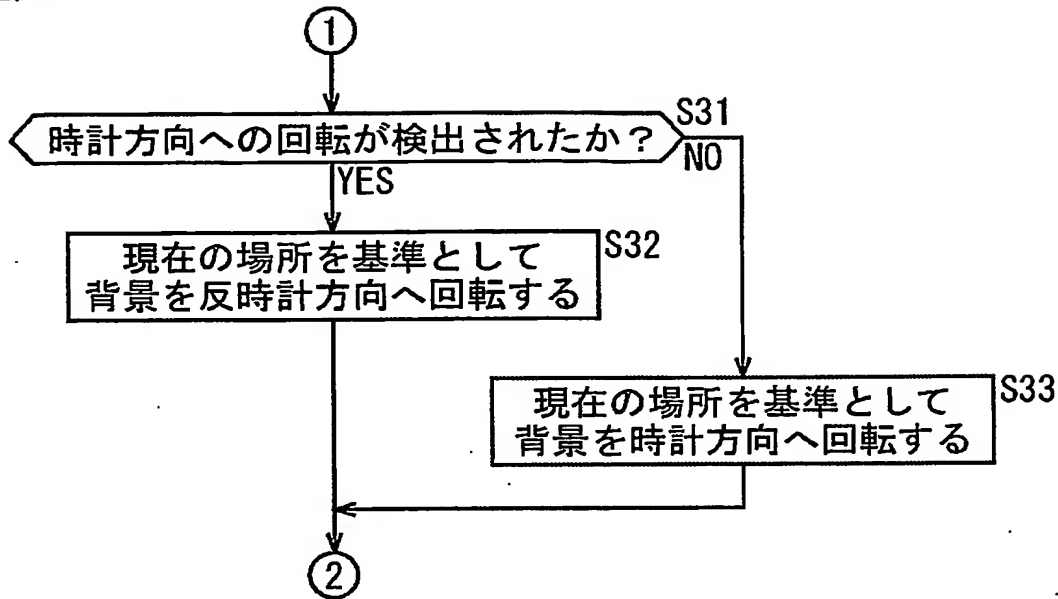 ①
時計方向への回転が検出されたか?
S31
NO
YES
現在の場所を基準として
背景を反時計方向へ回転する
S32
現在の場所を基準として
背景を時計方向へ回転する
S33
②